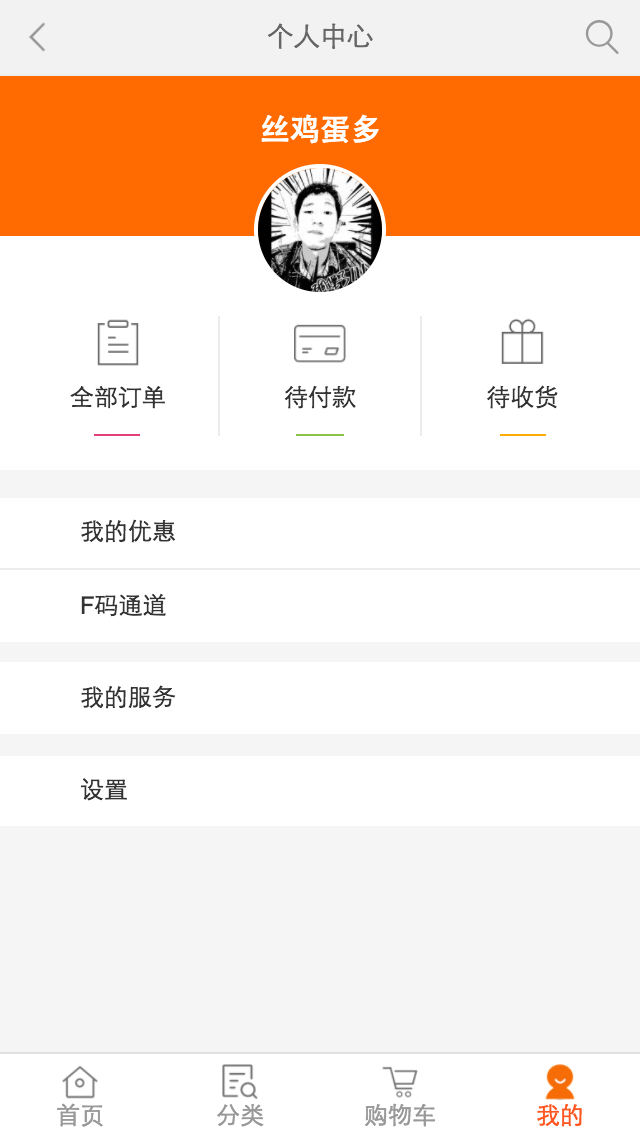 个人中心
丝鸡蛋多
全部订单
待付款
待收货
我的优惠
F码通道
我的服务
设置
首页
分类
购物车
我的